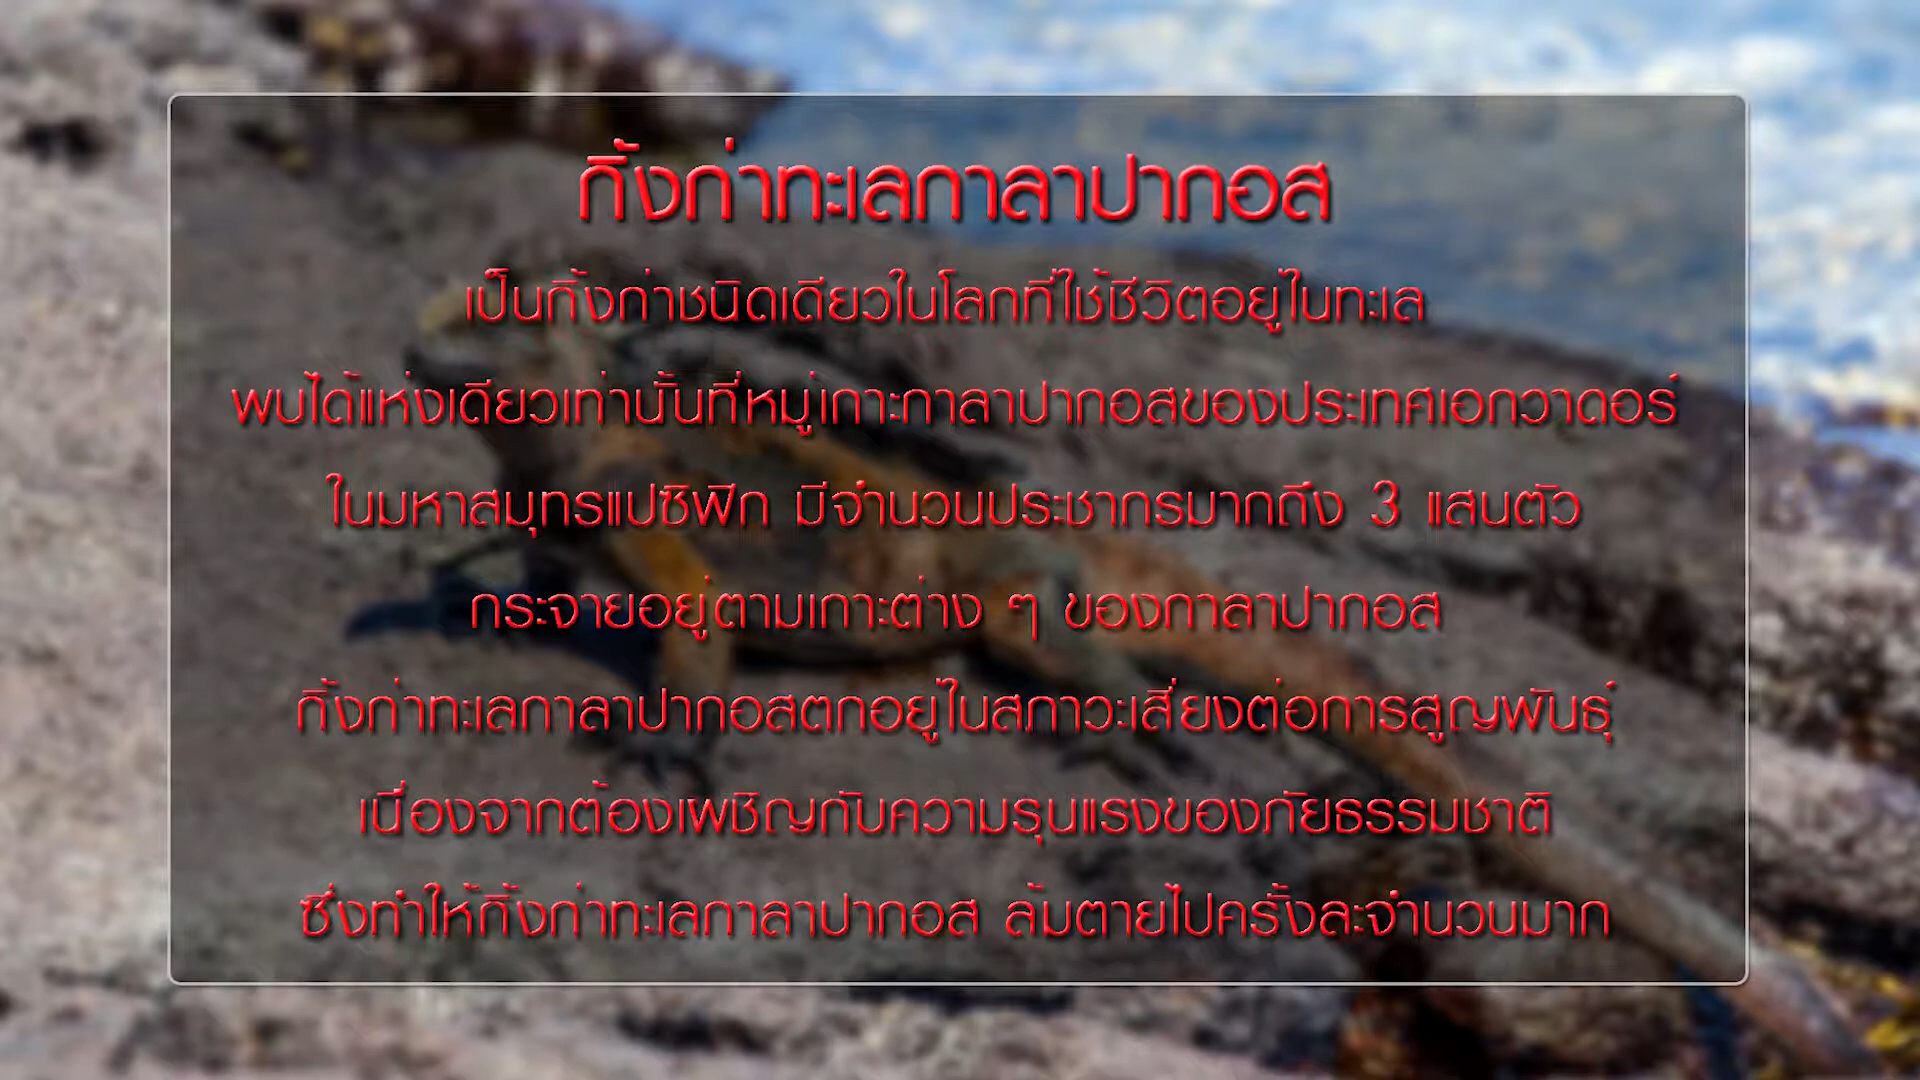 กิ้งก่าทะเลกาลาปากอส
เป็นกิ้งก่าชนิดเดียวในโลกที่ใช้ชีวิตอยู่ในทะเล
พบได้แห่งเดียวเท่านั้นที่หมู่เกาะกาลาปากอสของประเทศเอกวาดอร์
ในมหาสมุทรแปซิฟิก มีจำนวนประชากรมากถึง 3 แสนตัว
กระจายอยู่ตามเกาะต่าง ๆ ของกาลาปากอส
กิ้งก่าทะเลกาลาปากอสตกอยู่ในสภาวะเสี่ยงต่อการสูญพันธุ์
เนื่องจากต้องเผชิญกับความรุนแรงของภัยธรรมชาติ
ซึ่งทำให้กิ้งก่าทะเลกาลาปากอส ล้มตายไปครั้งละจำนวนมาก